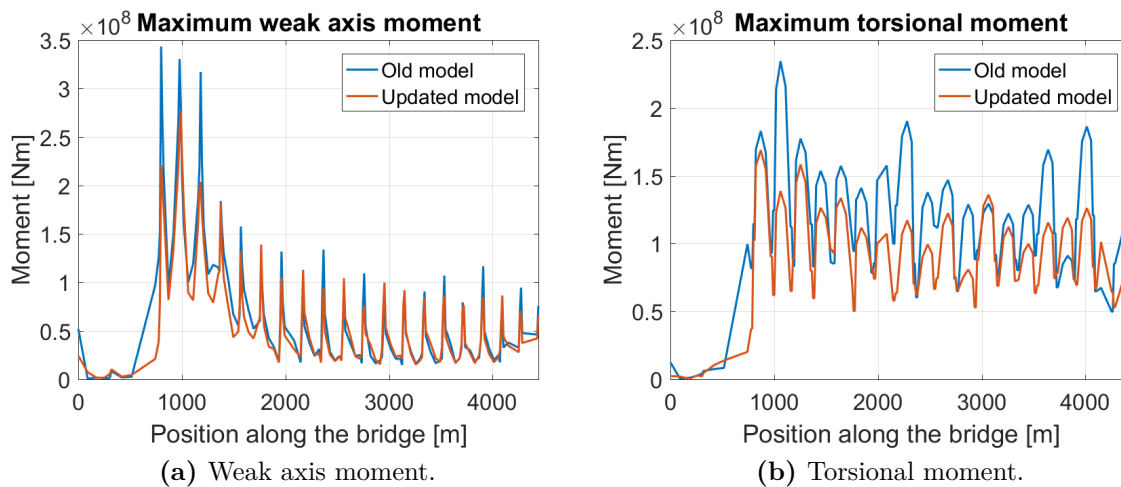 ×10^8 Maximum weak axis moment
3.5
3
2.5
2
1.5
1
0.5
0
Moment [Nm]
Old model
Updated model
0 1000 2000 3000 4000
Position along the bridge [m]
(a) Weak axis moment.
×10^8 Maximum torsional moment
2.5
2
1.5
1
0.5
0
Moment [Nm]
Old model
Updated model
0 1000 2000 3000 4000
Position along the bridge [m]
(b) Torsional moment.